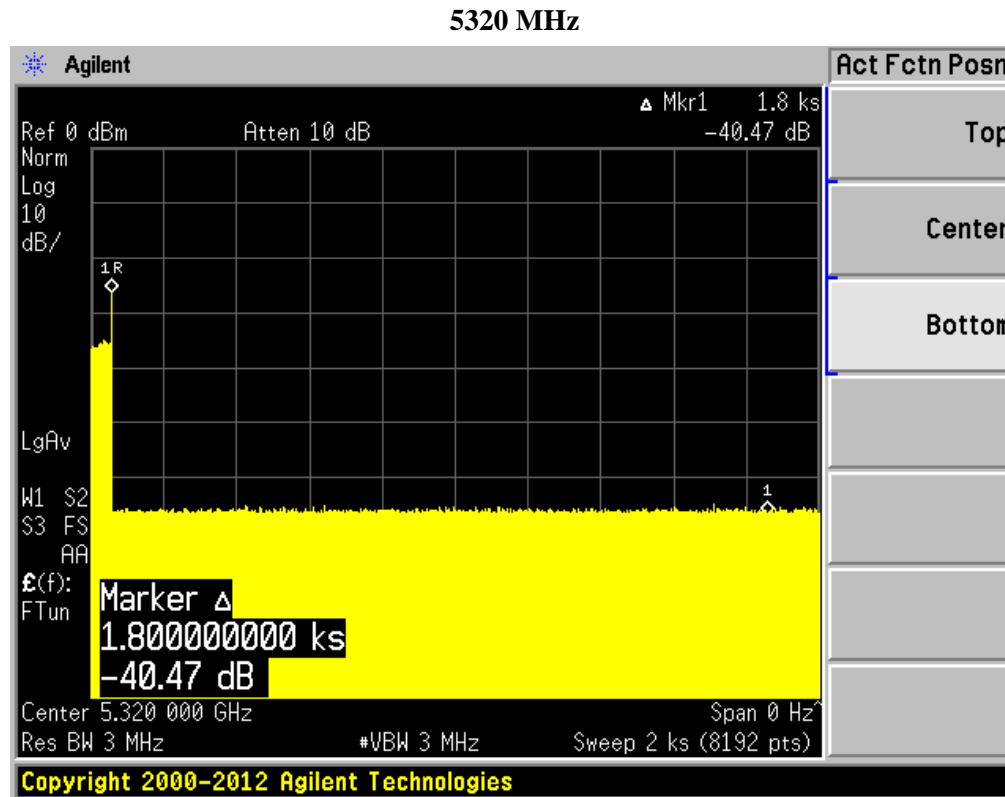 5320 MHz
Agilent
Act Fctn Posn
Δ Mkr1 1.8 ks
Ref 0 dBm Atten 10 dB -40.47 dB
Norm
Log
10
dB/
1R
LgAv
W1 S2
S3 FS
AA
£(f):
FTun
1
Marker Δ
1.800000000 ks
-40.47 dB
Center 5.320 000 GHz Span 0 Hz^
Res BW 3 MHz #VBW 3 MHz Sweep 2 ks (8192 pts)
Copyright 2000-2012 Agilent Technologies
Top
Center
Bottom